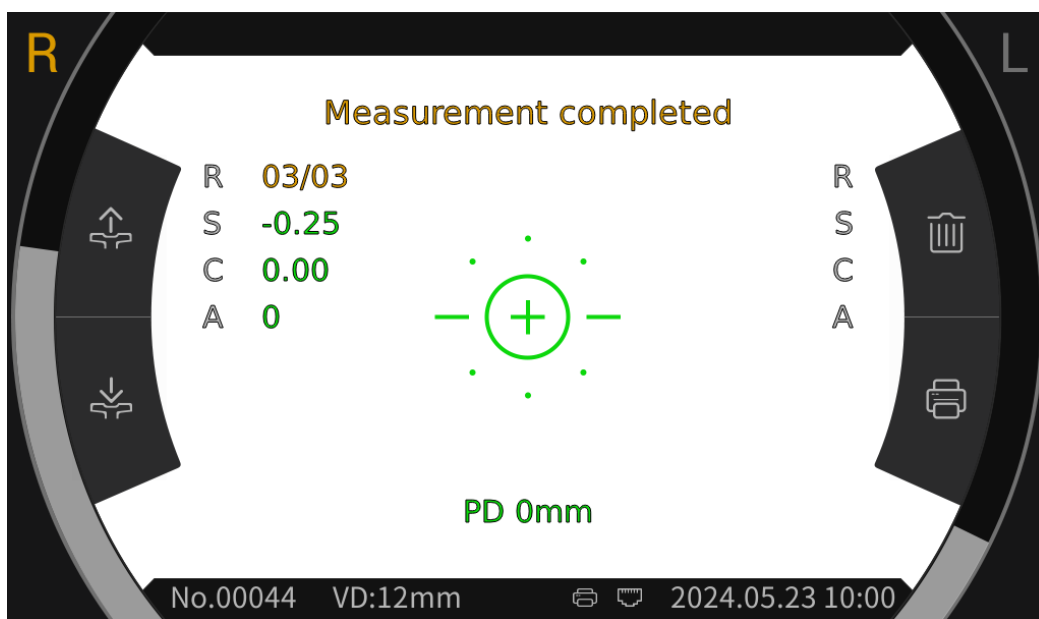 R
L
Measurement completed
R 03/03
S -0.25
C 0.00
A 0
R
S
C
A
PD 0mm
No.00044 VD:12mm 2024.05.23 10:00